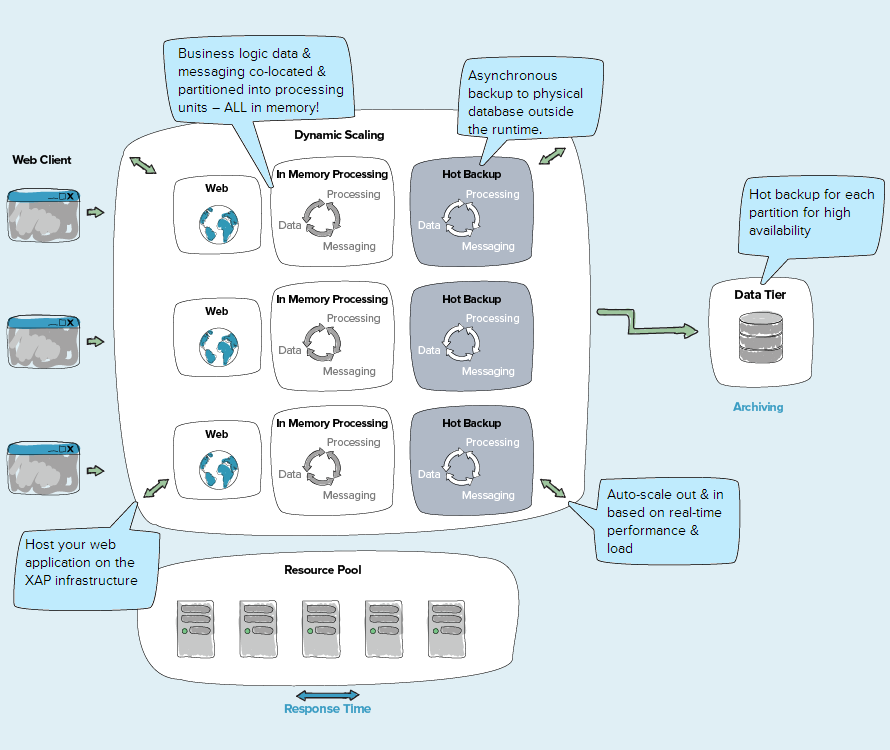 Business logic data &
messaging co-located &
partitioned into processing
units – ALL in memory!
Asynchronous
backup to physical
database outside
the runtime.
Dynamic Scaling
Web Client
X
Web
In Memory Processing
Processing
Data
Messaging
Hot Backup
Processing
Data
Messaging
Hot backup for each
partition for high
availability
Data Tier
Archiving
X
Web
In Memory Processing
Processing
Data
Messaging
Hot Backup
Processing
Data
Messaging
X
Web
In Memory Processing
Processing
Data
Messaging
Hot Backup
Processing
Data
Messaging
Auto-scale out & in
based on real-time
performance &
load
Host your web
application on the
XAP infrastructure
Resource Pool
Response Time